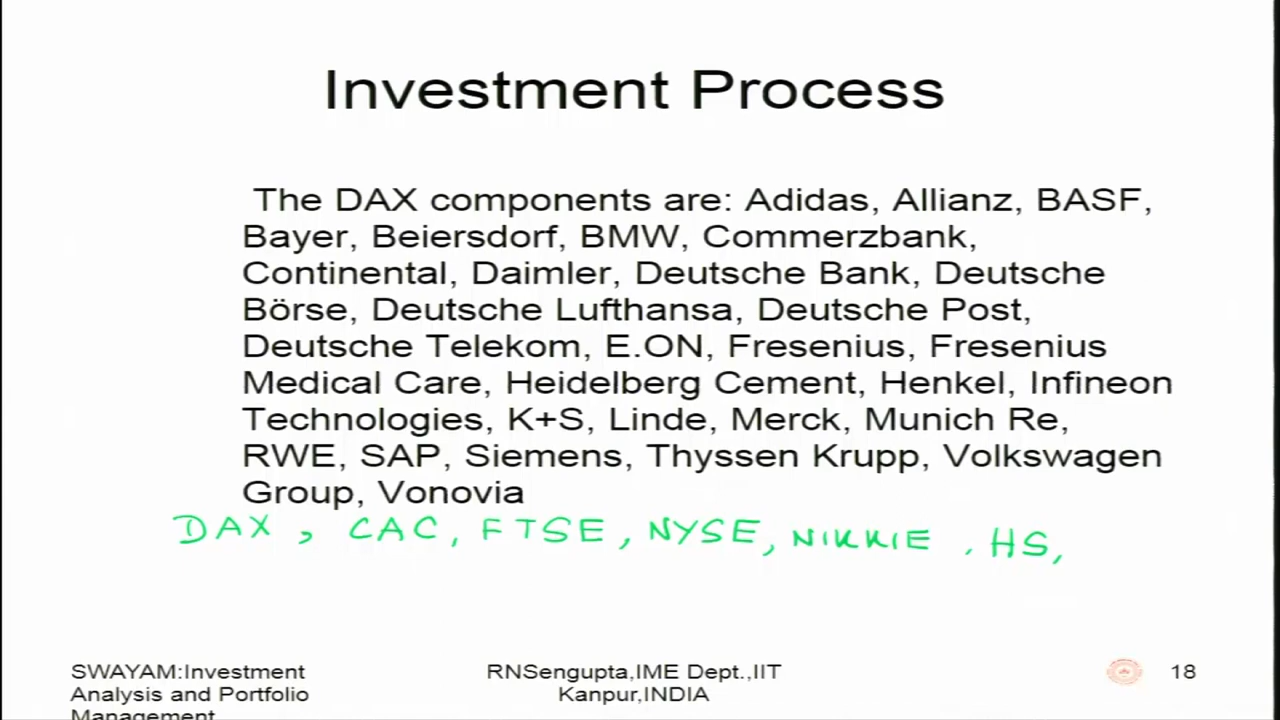 Investment Process
The DAX components are: Adidas, Allianz, BASF,
Bayer, Beiersdorf, BMW, Commerzbank,
Continental, Daimler, Deutsche Bank, Deutsche
Börse, Deutsche Lufthansa, Deutsche Post,
Deutsche Telekom, E.ON, Fresenius, Fresenius
Medical Care, Heidelberg Cement, Henkel, Infineon
Technologies, K+S, Linde, Merck, Munich Re,
RWE, SAP, Siemens, Thyssen Krupp, Volkswagen
Group, Vonovia
DAX, CAC, FTSE, NYSE, NIKKIE, HS,
SWAYAM:Investment
Analysis and Portfolio
Management
RNSengupta,IME Dept.,IIT
Kanpur,INDIA
18